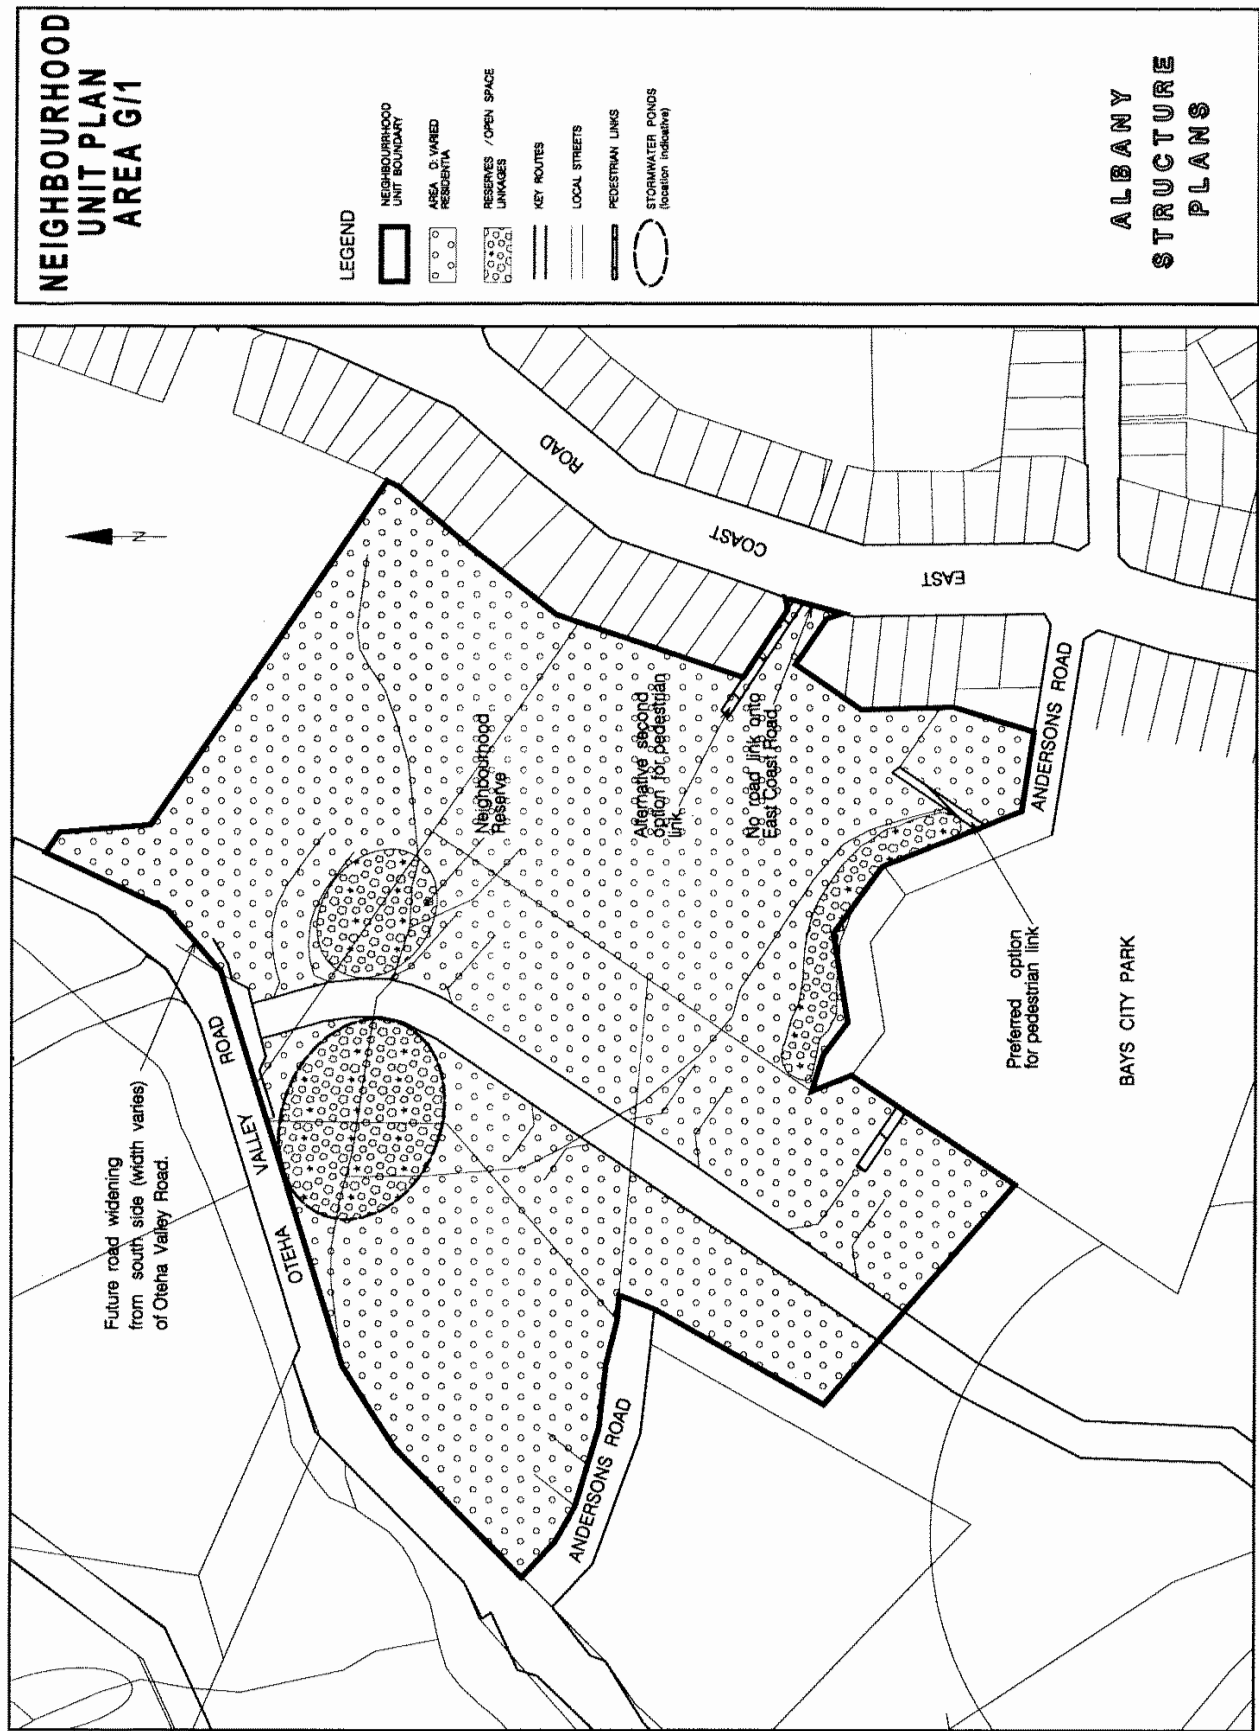 NEIGHBOURHOOD
UNIT PLAN
AREA G/1
LEGEND
NEIGHBOURRHOOD
UNIT BOUNDARY
AREA D: VARIED
RESIDENTIA
RESERVES / OPEN SPACE
LINKAGES
KEY ROUTES
LOCAL STREETS
PEDESTRIAN LINKS
STORMWATER PONDS
(location indicative)
ALBANY
STRUCTURE
PLANS
N
Future road widening
from south side (width varies)
of Oteha Valley Road.
OTEHA
VALLEY
ROAD
Neighbourhood
Reserve
Alternative second
option for pedestrian
link
No road link onto
East Coast Road
EAST
COAST
ROAD
ANDERSONS ROAD
ANDERSONS ROAD
Preferred option
for pedestrian link
BAYS CITY PARK